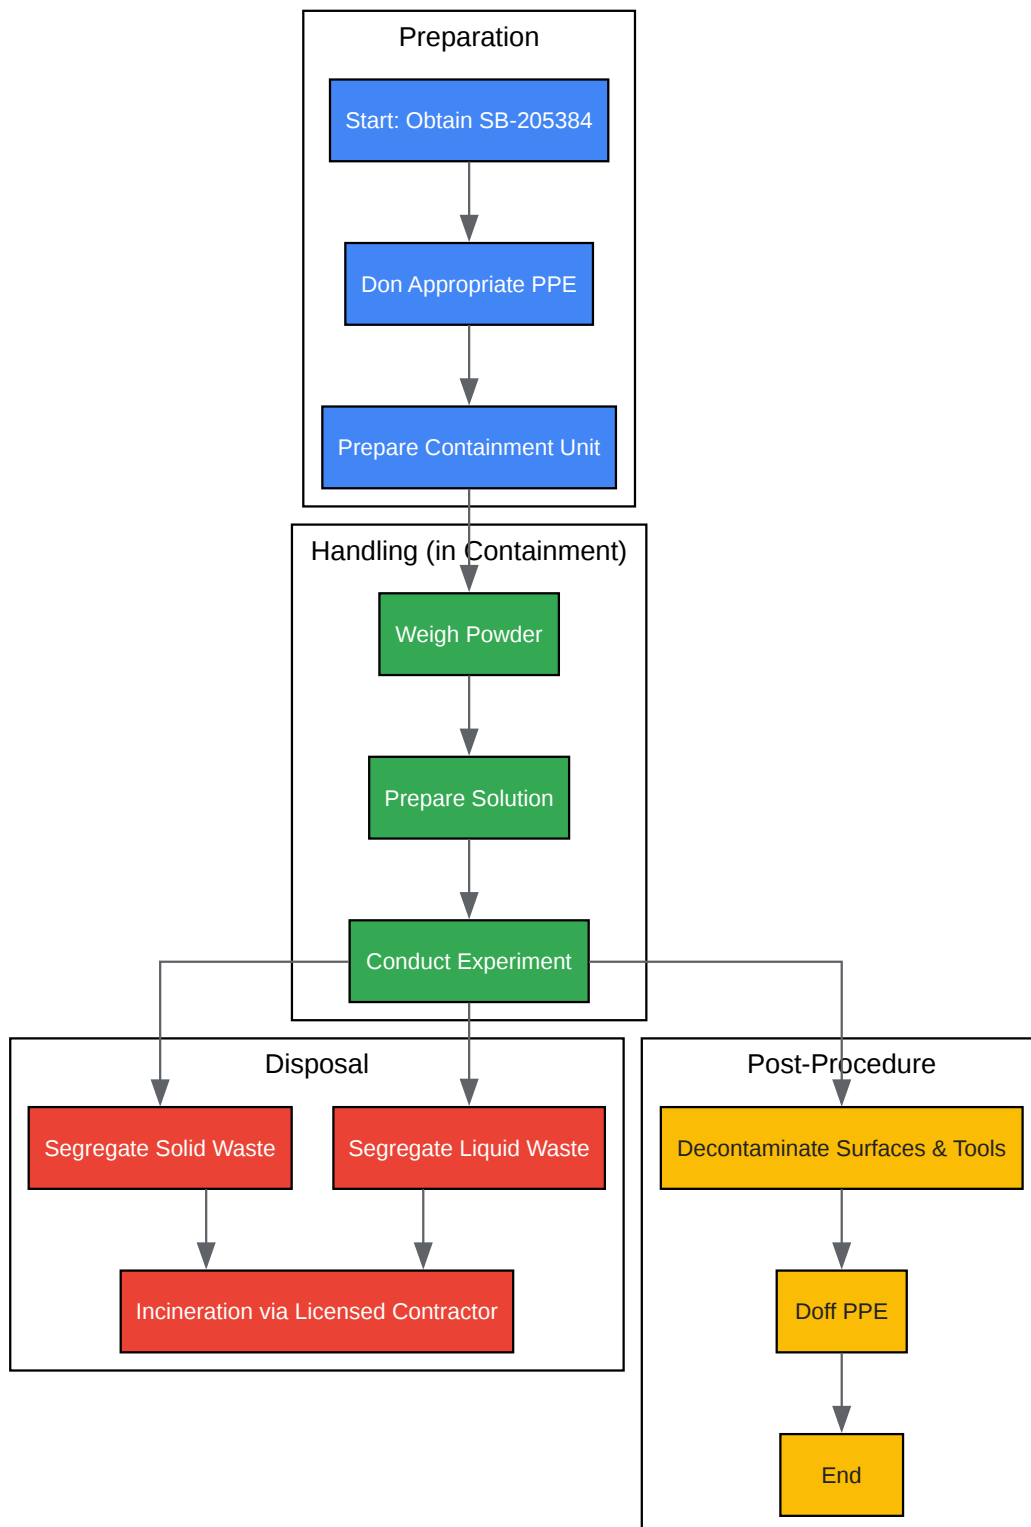 Preparation
Start: Obtain SB-205384
Don Appropriate PPE
Prepare Containment Unit
Handling (in Containment)
Weigh Powder
Prepare Solution
Conduct Experiment
Disposal
Segregate Solid Waste
Segregate Liquid Waste
Incineration via Licensed Contractor
Post-Procedure
Decontaminate Surfaces & Tools
Doff PPE
End